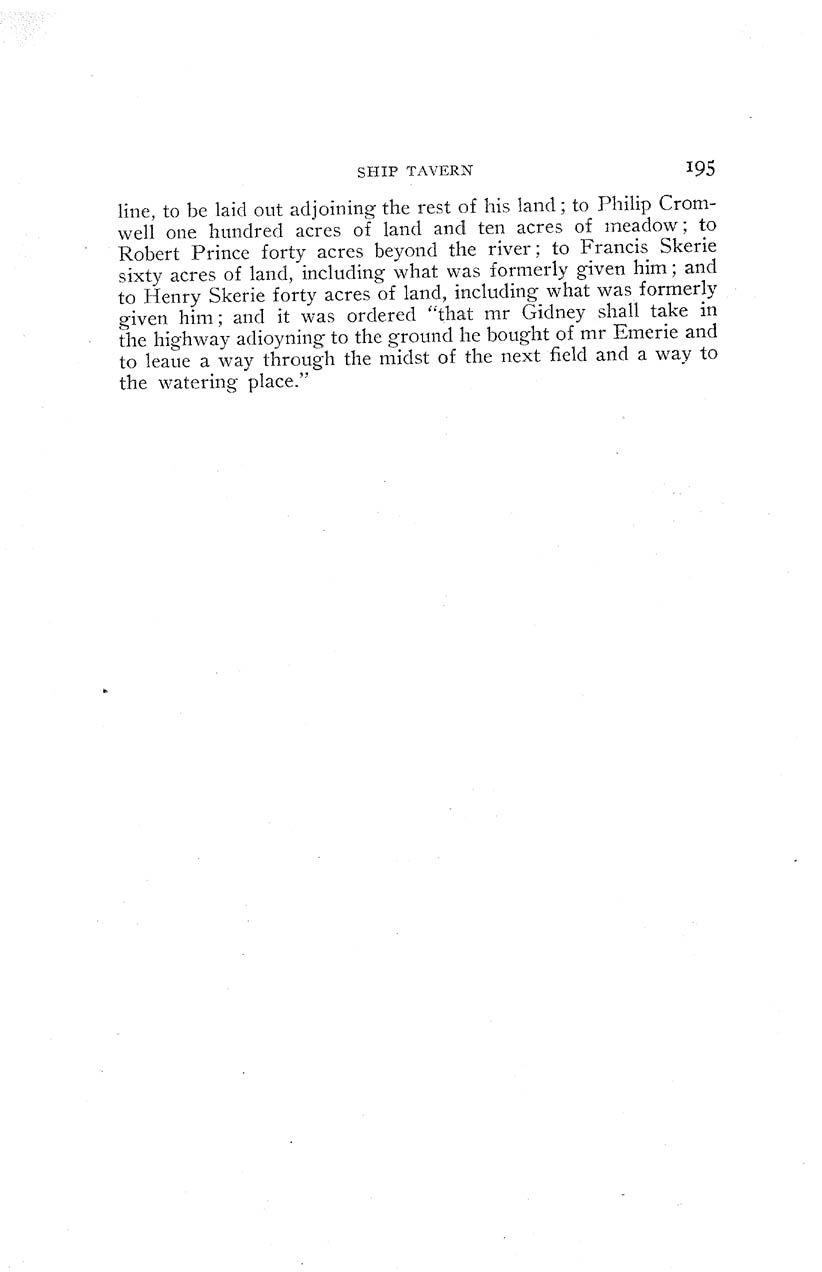 SHIP TAVERN 195
line, to be laid out adjoining the rest of his land; to Philip Crom-
well one hundred acres of land and ten acres of meadow; to
Robert Prince forty acres beyond the river; to Francis Skerie
sixty acres of land, including what was formerly given him; and
to Henry Skerie forty acres of land, including what was formerly
given him; and it was ordered "that mr Gidney shall take in
the highway adioyning to the ground he bought of mr Emerie and
to leaue a way through the midst of the next field and a way to
the watering place."